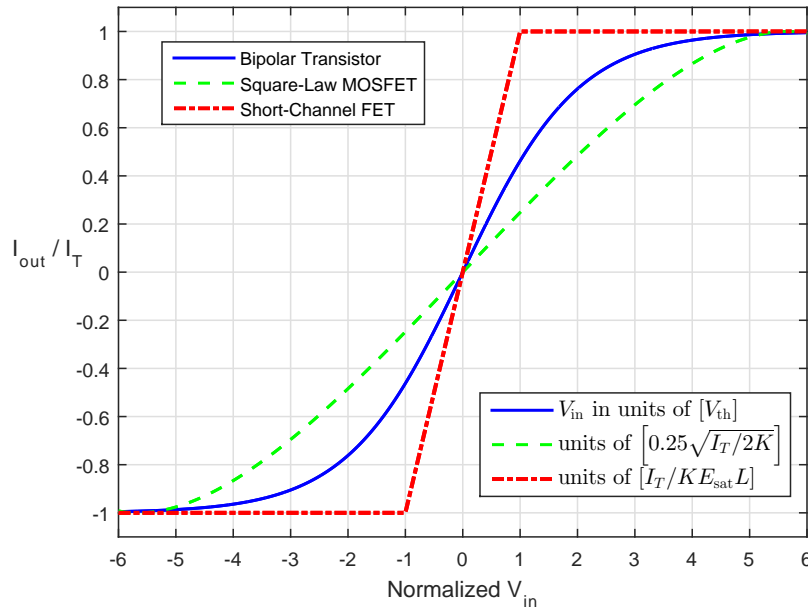 Bipolar Transistor
Square-Law MOSFET
Short-Channel FET
1
0.8
0.6
0.4
0.2
0
-0.2
-0.4
-0.6
-0.8
-1
I_out / I_T
V_in in units of [V_th]
units of [0.25√(I_T/2K)]
units of [I_T/KE_sat L]
-6 -5 -4 -3 -2 -1 0 1 2 3 4 5 6
Normalized V_in